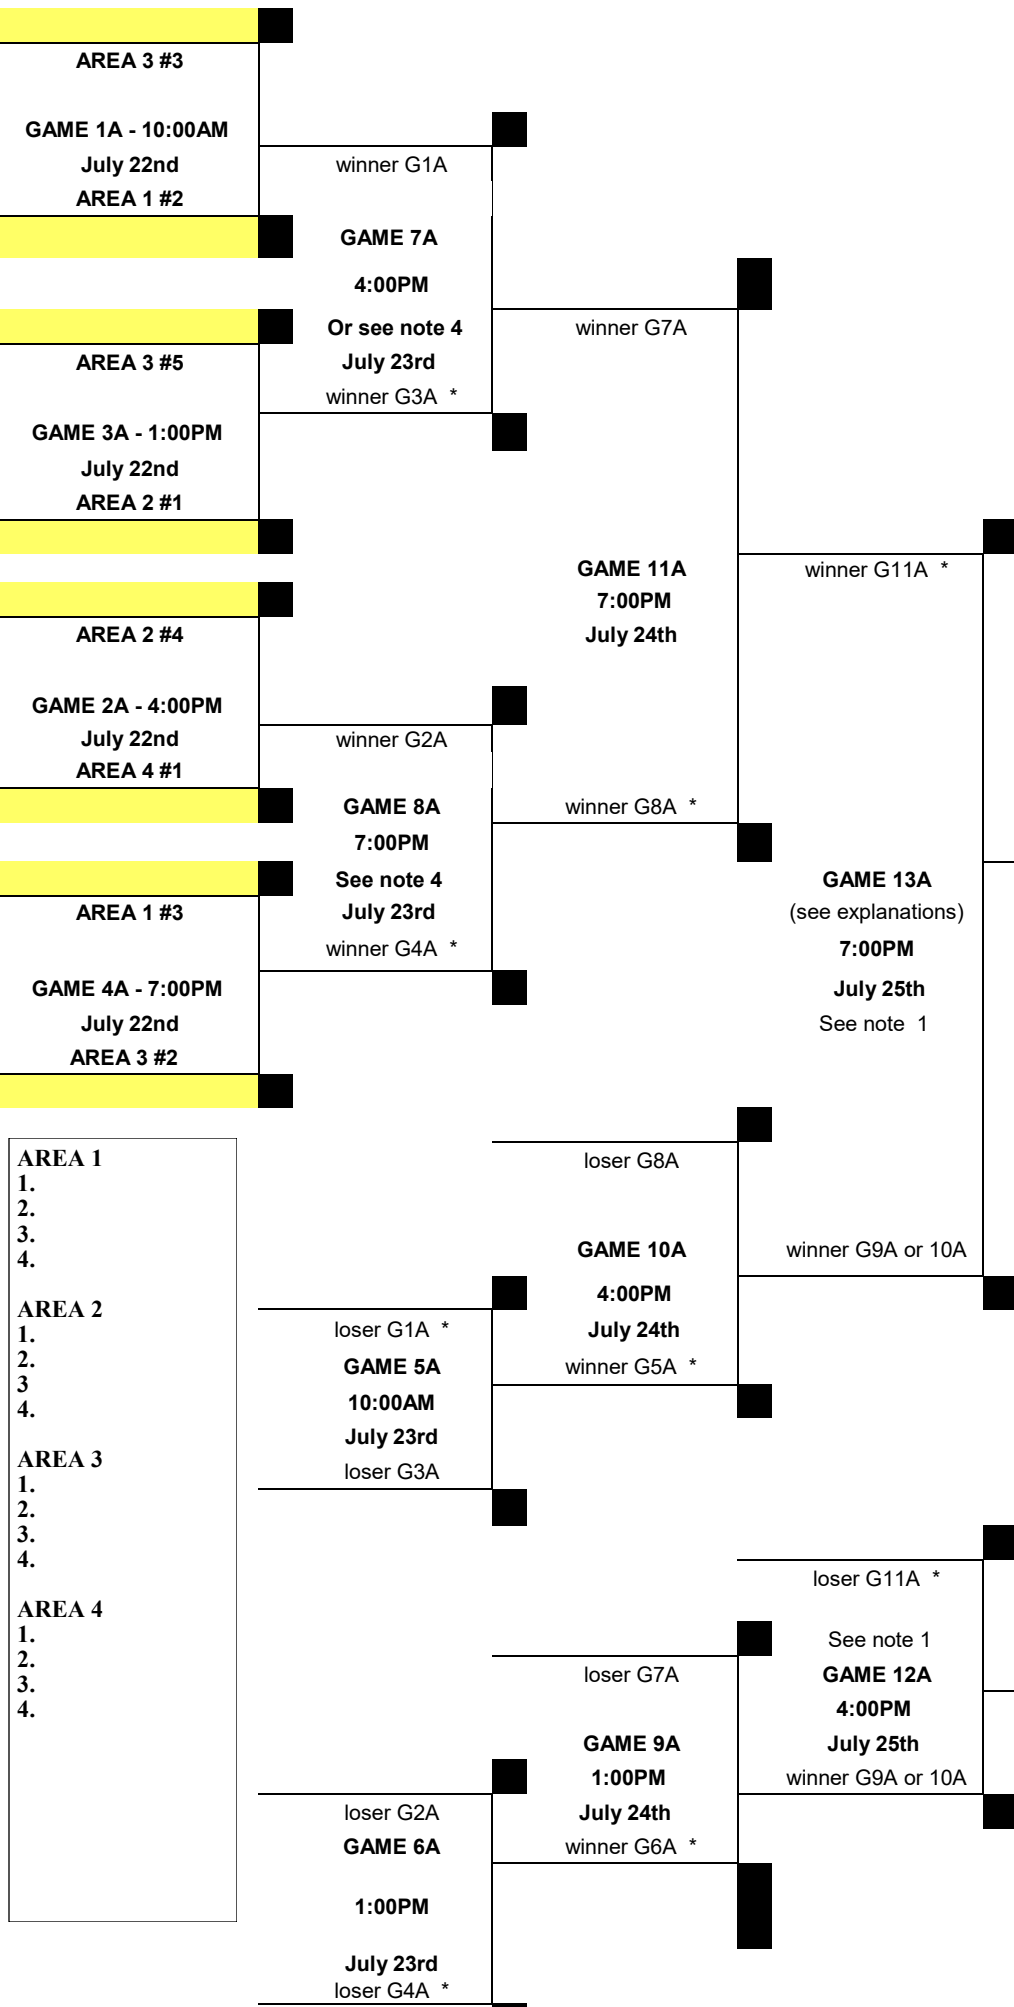 AREA 3 #3
GAME 1A - 10:00AM
July 22nd
AREA 1 #2
AREA 3 #5
GAME 3A - 1:00PM
July 22nd
AREA 2 #1
AREA 2 #4
GAME 2A - 4:00PM
July 22nd
AREA 4 #1
AREA 1 #3
GAME 4A - 7:00PM
July 22nd
AREA 3 #2
AREA 1
1.
2.
3.
4.
AREA 2
1.
2.
3
4.
AREA 3
1.
2.
3.
4.
AREA 4
1.
2.
3.
4.
winner G1A
GAME 7A
4:00PM
Or see note 4
July 23rd
winner G3A *
winner G2A
GAME 8A
7:00PM
See note 4
July 23rd
winner G4A *
loser G1A *
GAME 5A
10:00AM
July 23rd
loser G3A
loser G2A
GAME 6A
1:00PM
July 23rd
loser G4A *
winner G7A
GAME 11A
7:00PM
July 24th
winner G8A *
loser G8A
GAME 10A
4:00PM
July 24th
winner G5A *
loser G7A
GAME 9A
1:00PM
July 24th
winner G6A *
winner G11A *
GAME 13A
(see explanations)
7:00PM
July 25th
See note 1
winner G9A or 10A
loser G11A *
See note 1
GAME 12A
4:00PM
July 25th
winner G9A or 10A